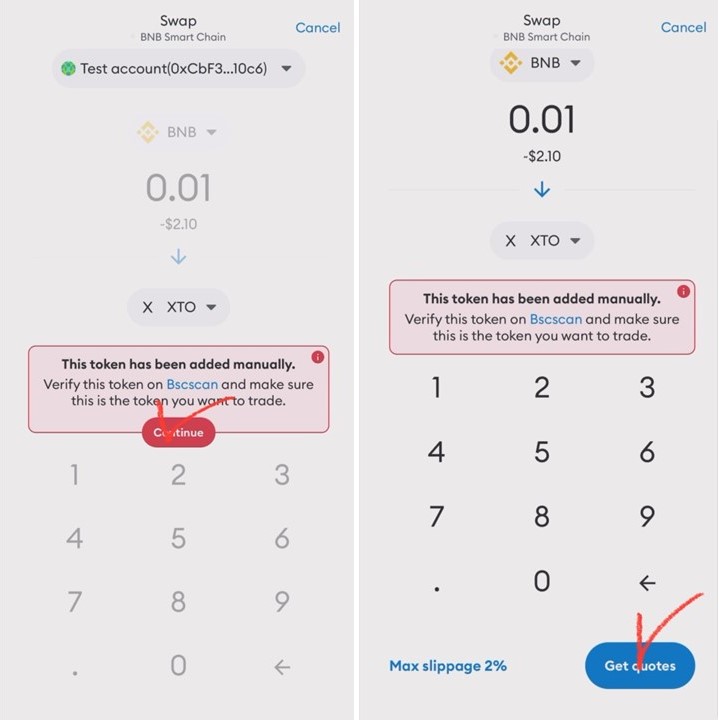 Swap
BNB Smart Chain
Cancel
Test account(0xCbF3...10c6)
BNB
0.01
-$2.10
X XTO
This token has been added manually.
Verify this token on Bscscan and make sure
this is the token you want to trade.
Continue
1 2 3
4 5 6
7 8 9
. 0 ←
Swap
BNB Smart Chain
Cancel
BNB
0.01
-$2.10
X XTO
This token has been added manually.
Verify this token on Bscscan and make sure
this is the token you want to trade.
1 2 3
4 5 6
7 8 9
. 0 ←
Max slippage 2%
Get quotes